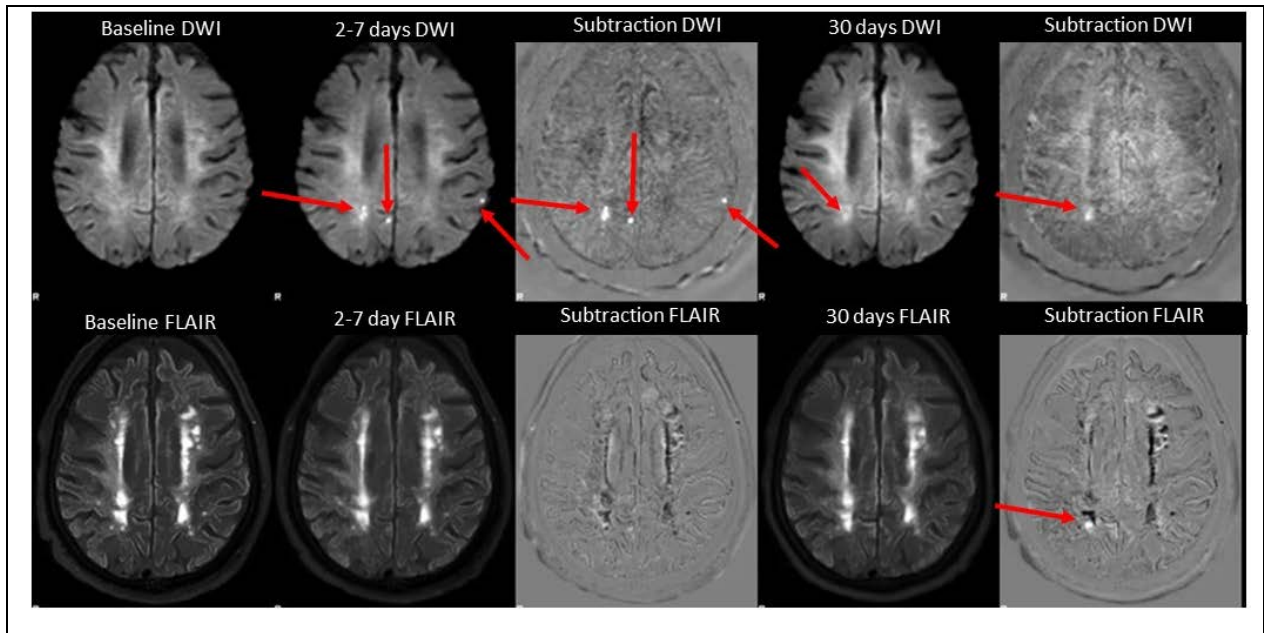 Baseline DWI
2-7 days DWI
Subtraction DWI
30 days DWI
Subtraction DWI
R
R
R
R
R
Baseline FLAIR
2-7 day FLAIR
Subtraction FLAIR
30 days FLAIR
Subtraction FLAIR
R
R
R
R
R